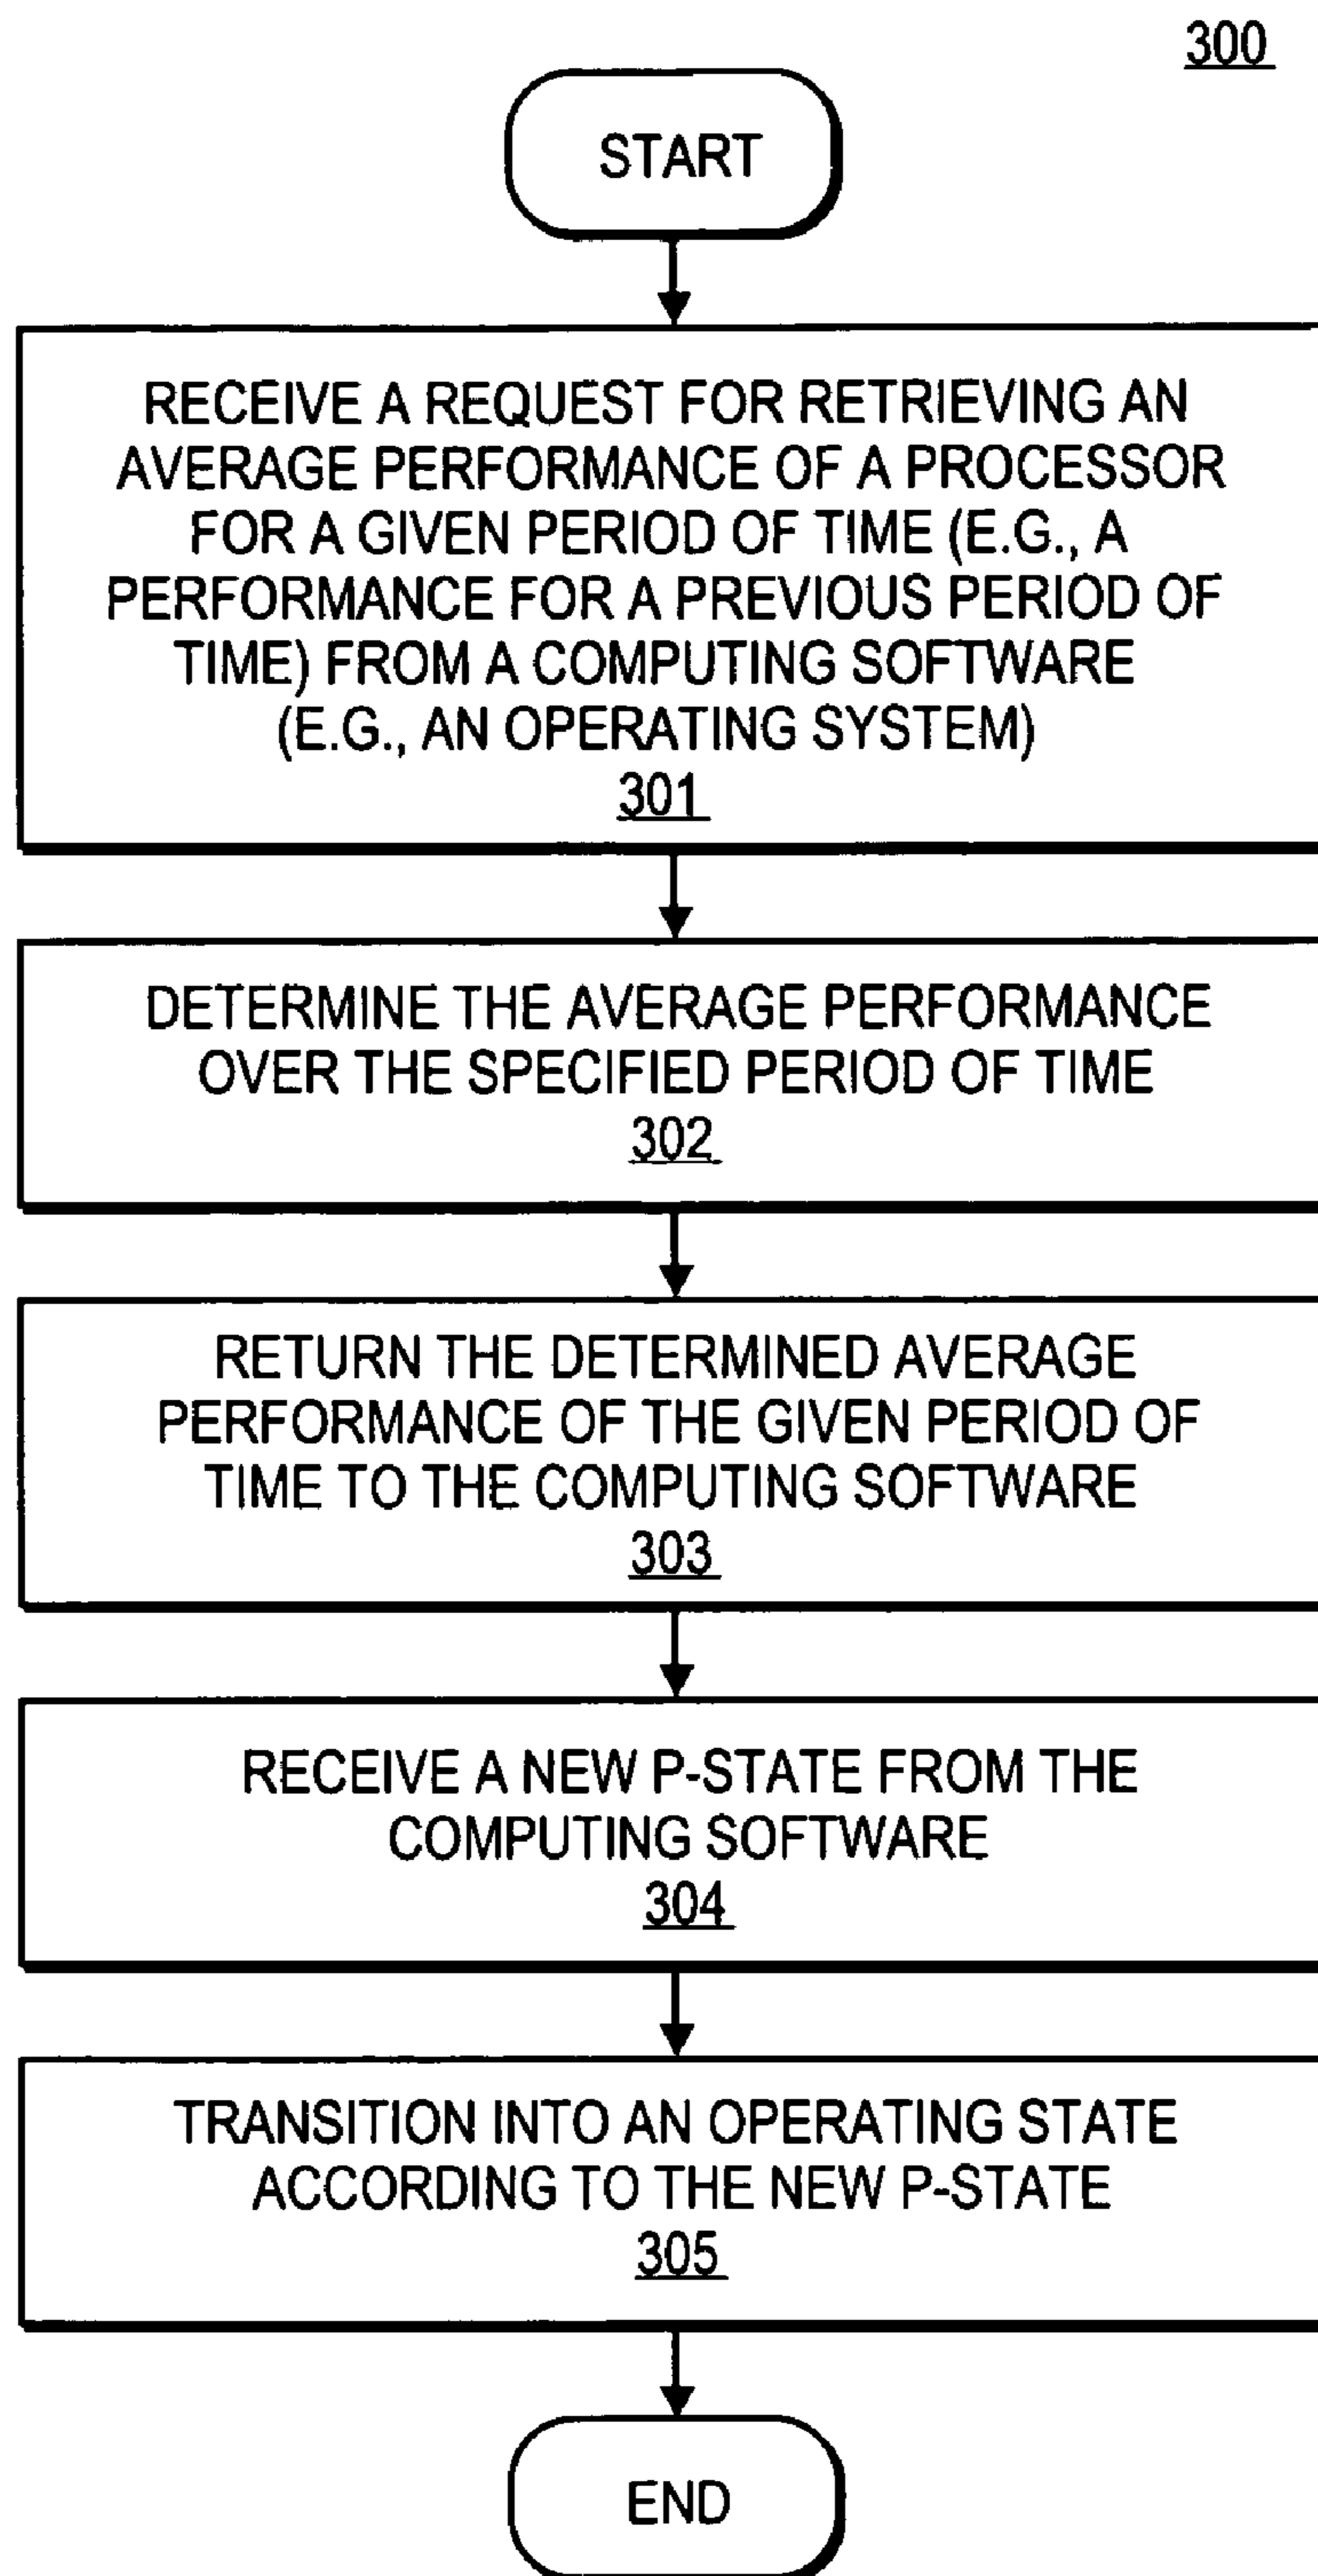 300
START
RECEIVE A REQUEST FOR RETRIEVING AN
AVERAGE PERFORMANCE OF A PROCESSOR
FOR A GIVEN PERIOD OF TIME (E.G., A
PERFORMANCE FOR A PREVIOUS PERIOD OF
TIME) FROM A COMPUTING SOFTWARE
(E.G., AN OPERATING SYSTEM)
301
DETERMINE THE AVERAGE PERFORMANCE
OVER THE SPECIFIED PERIOD OF TIME
302
RETURN THE DETERMINED AVERAGE
PERFORMANCE OF THE GIVEN PERIOD OF
TIME TO THE COMPUTING SOFTWARE
303
RECEIVE A NEW P-STATE FROM THE
COMPUTING SOFTWARE
304
TRANSITION INTO AN OPERATING STATE
ACCORDING TO THE NEW P-STATE
305
END